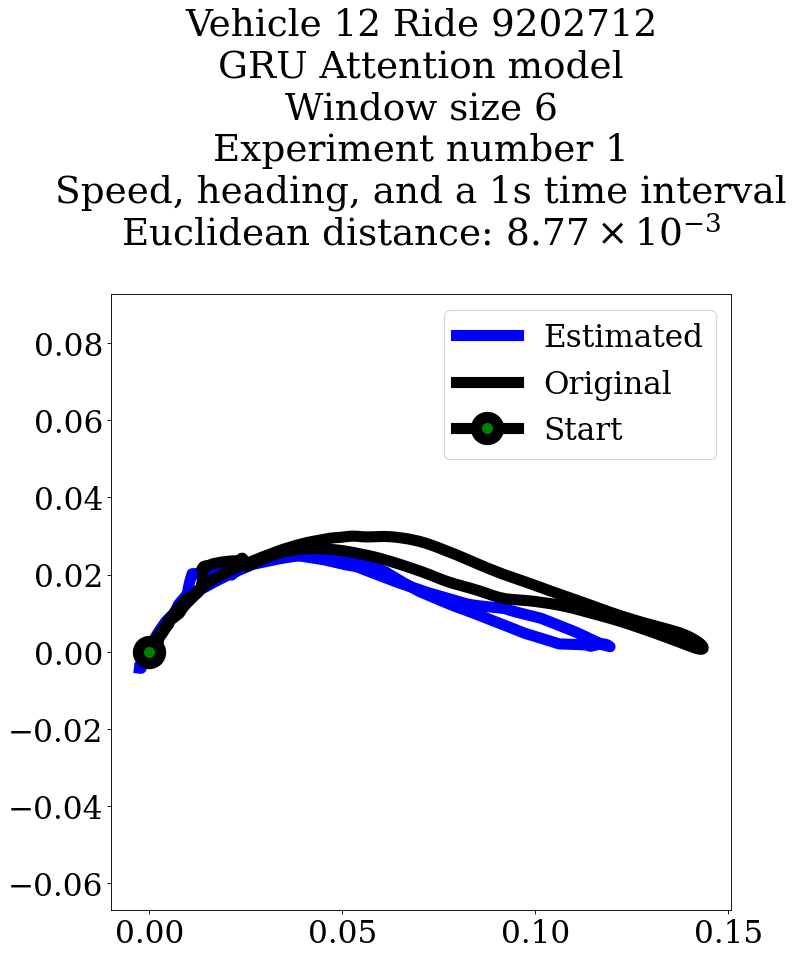 Vehicle 12 Ride 9202712
GRU Attention model
Window size 6
Experiment number 1
Speed, heading, and a 1s time interval
Euclidean distance: 8.77 × 10⁻³
Estimated
Original
Start
0.08
0.06
0.04
0.02
0.00
−0.02
−0.04
−0.06
0.00 0.05 0.10 0.15